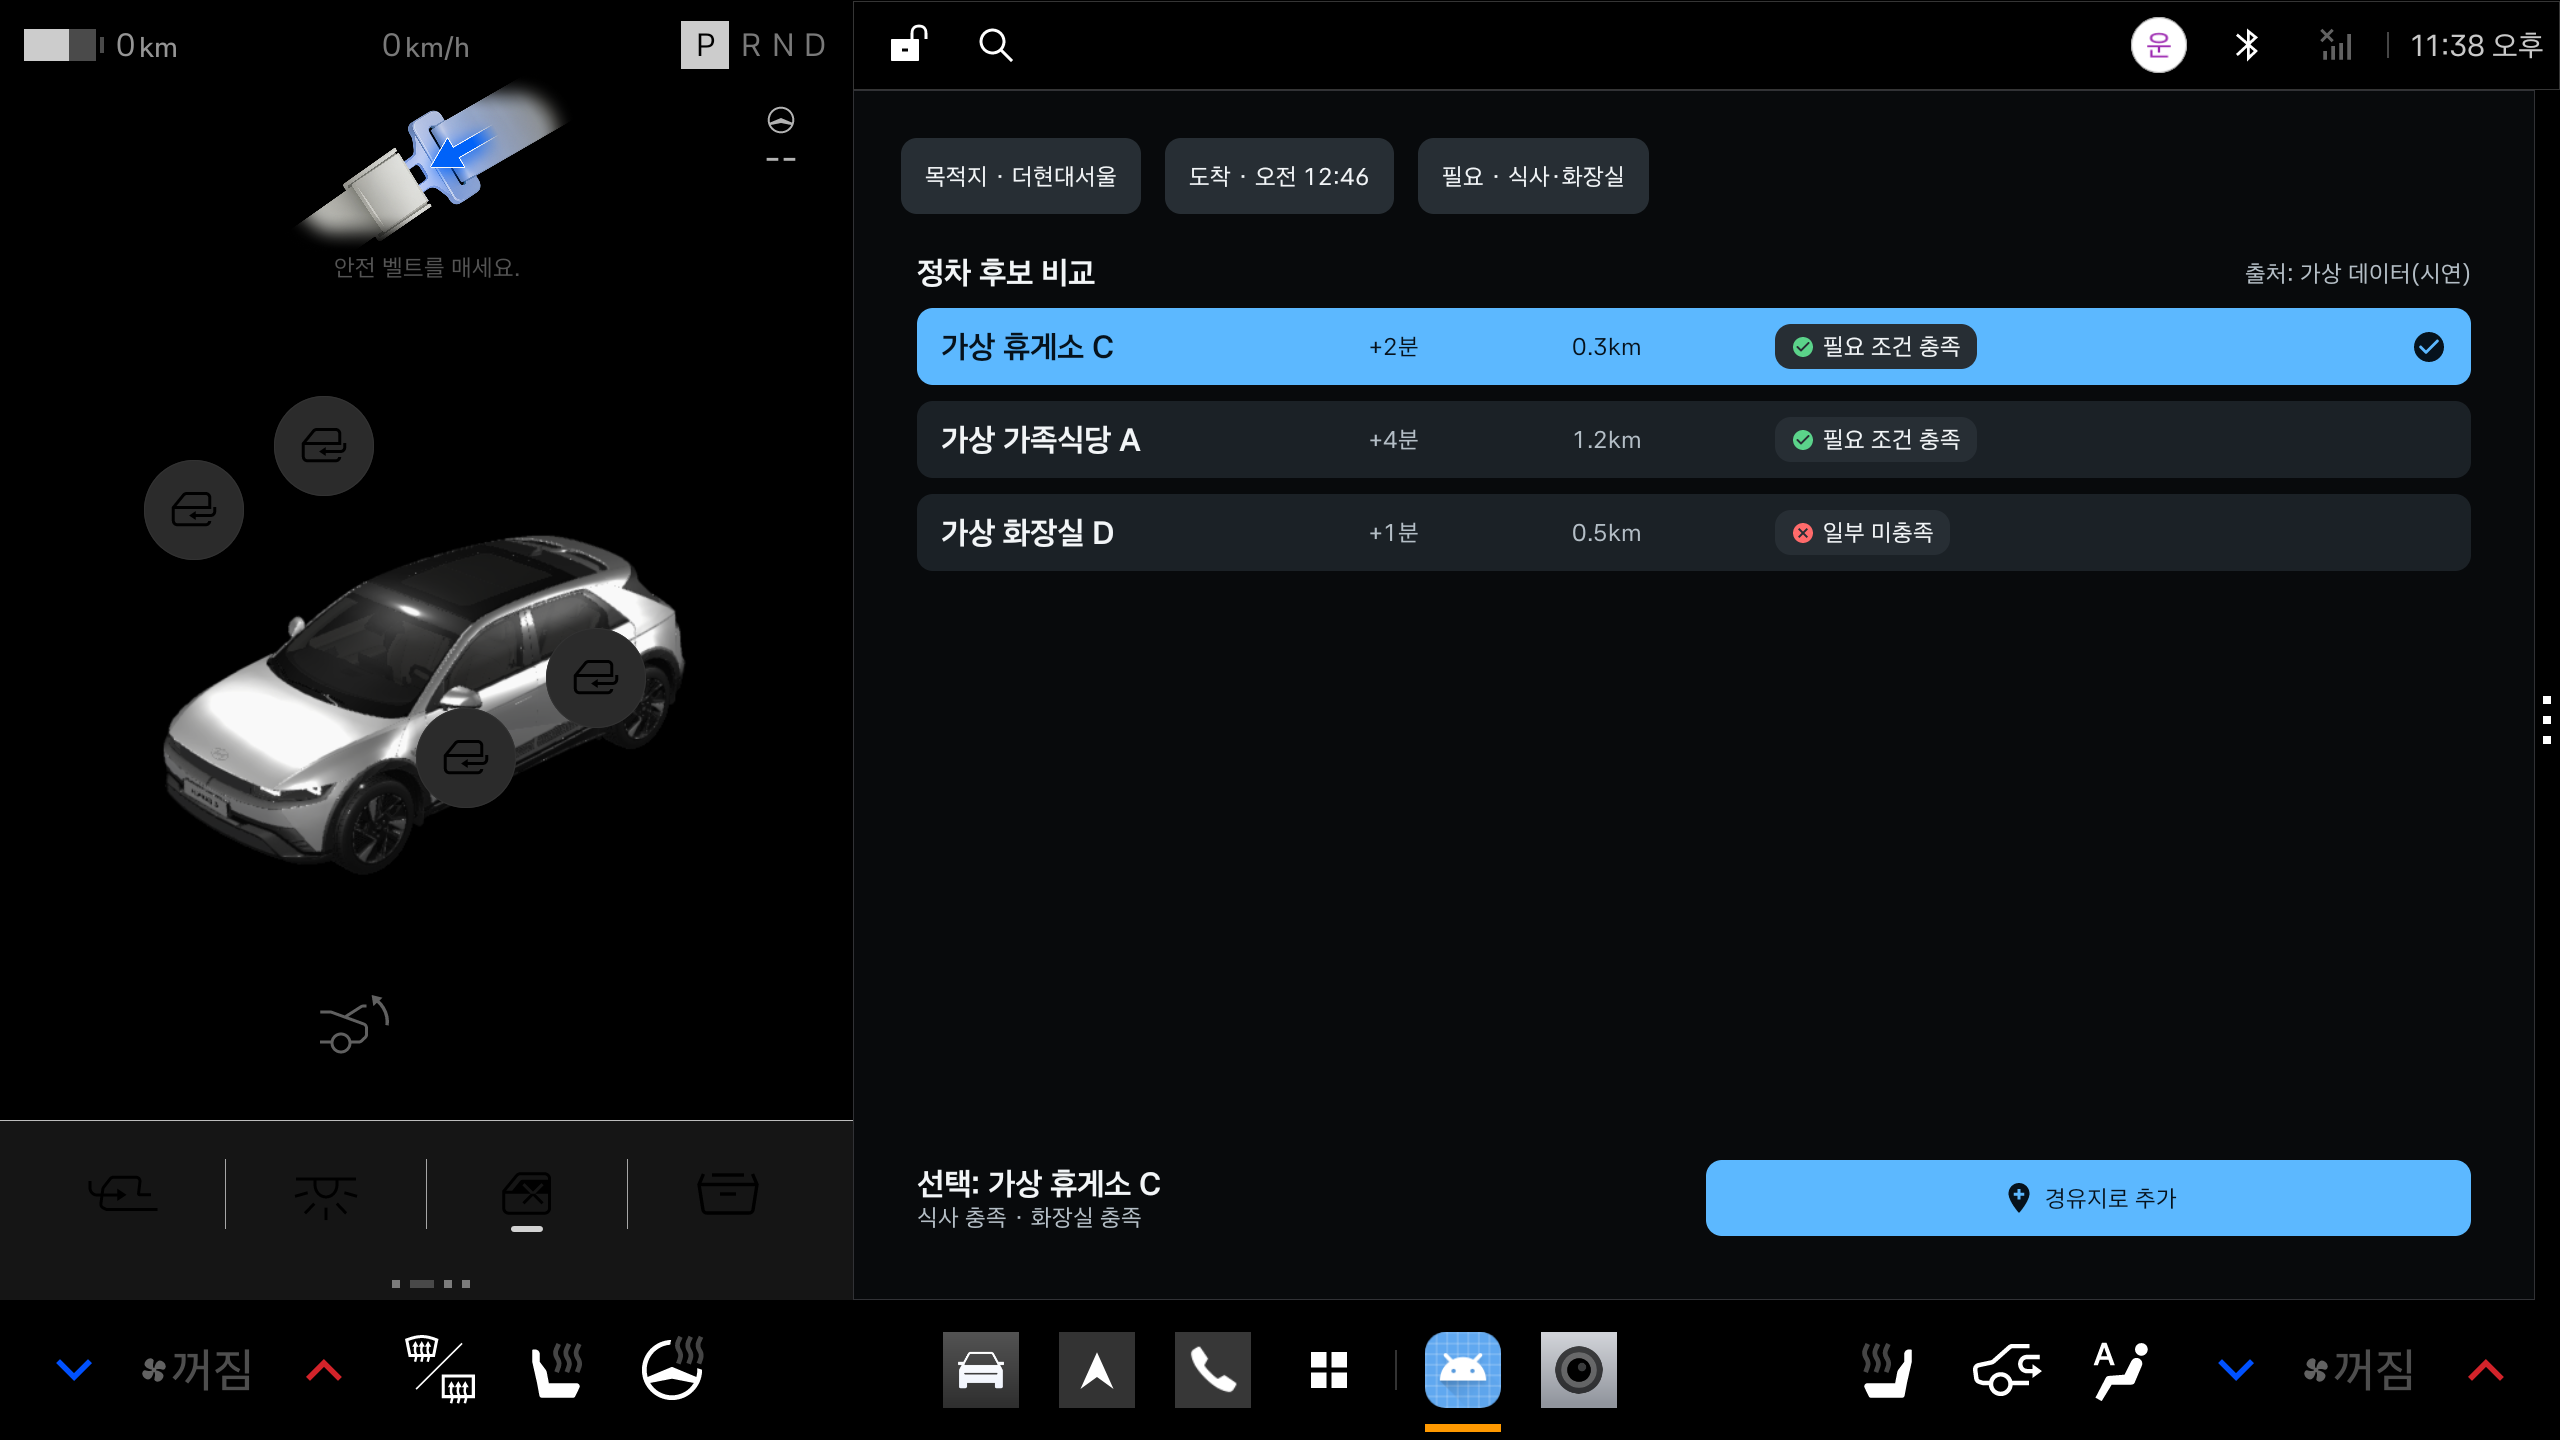 0 km
0 km/h
P R N D
운
11:38 오후
--
안전 벨트를 매세요.
목적지 · 더현대서울
도착 · 오전 12:46
필요 · 식사·화장실
정차 후보 비교
출처: 가상 데이터(시연)
가상 휴게소 C +2분 0.3km 필요 조건 충족
가상 가족식당 A +4분 1.2km 필요 조건 충족
가상 화장실 D +1분 0.5km 일부 미충족
선택: 가상 휴게소 C
식사 충족 · 화장실 충족
경유지로 추가
꺼짐
A
꺼짐